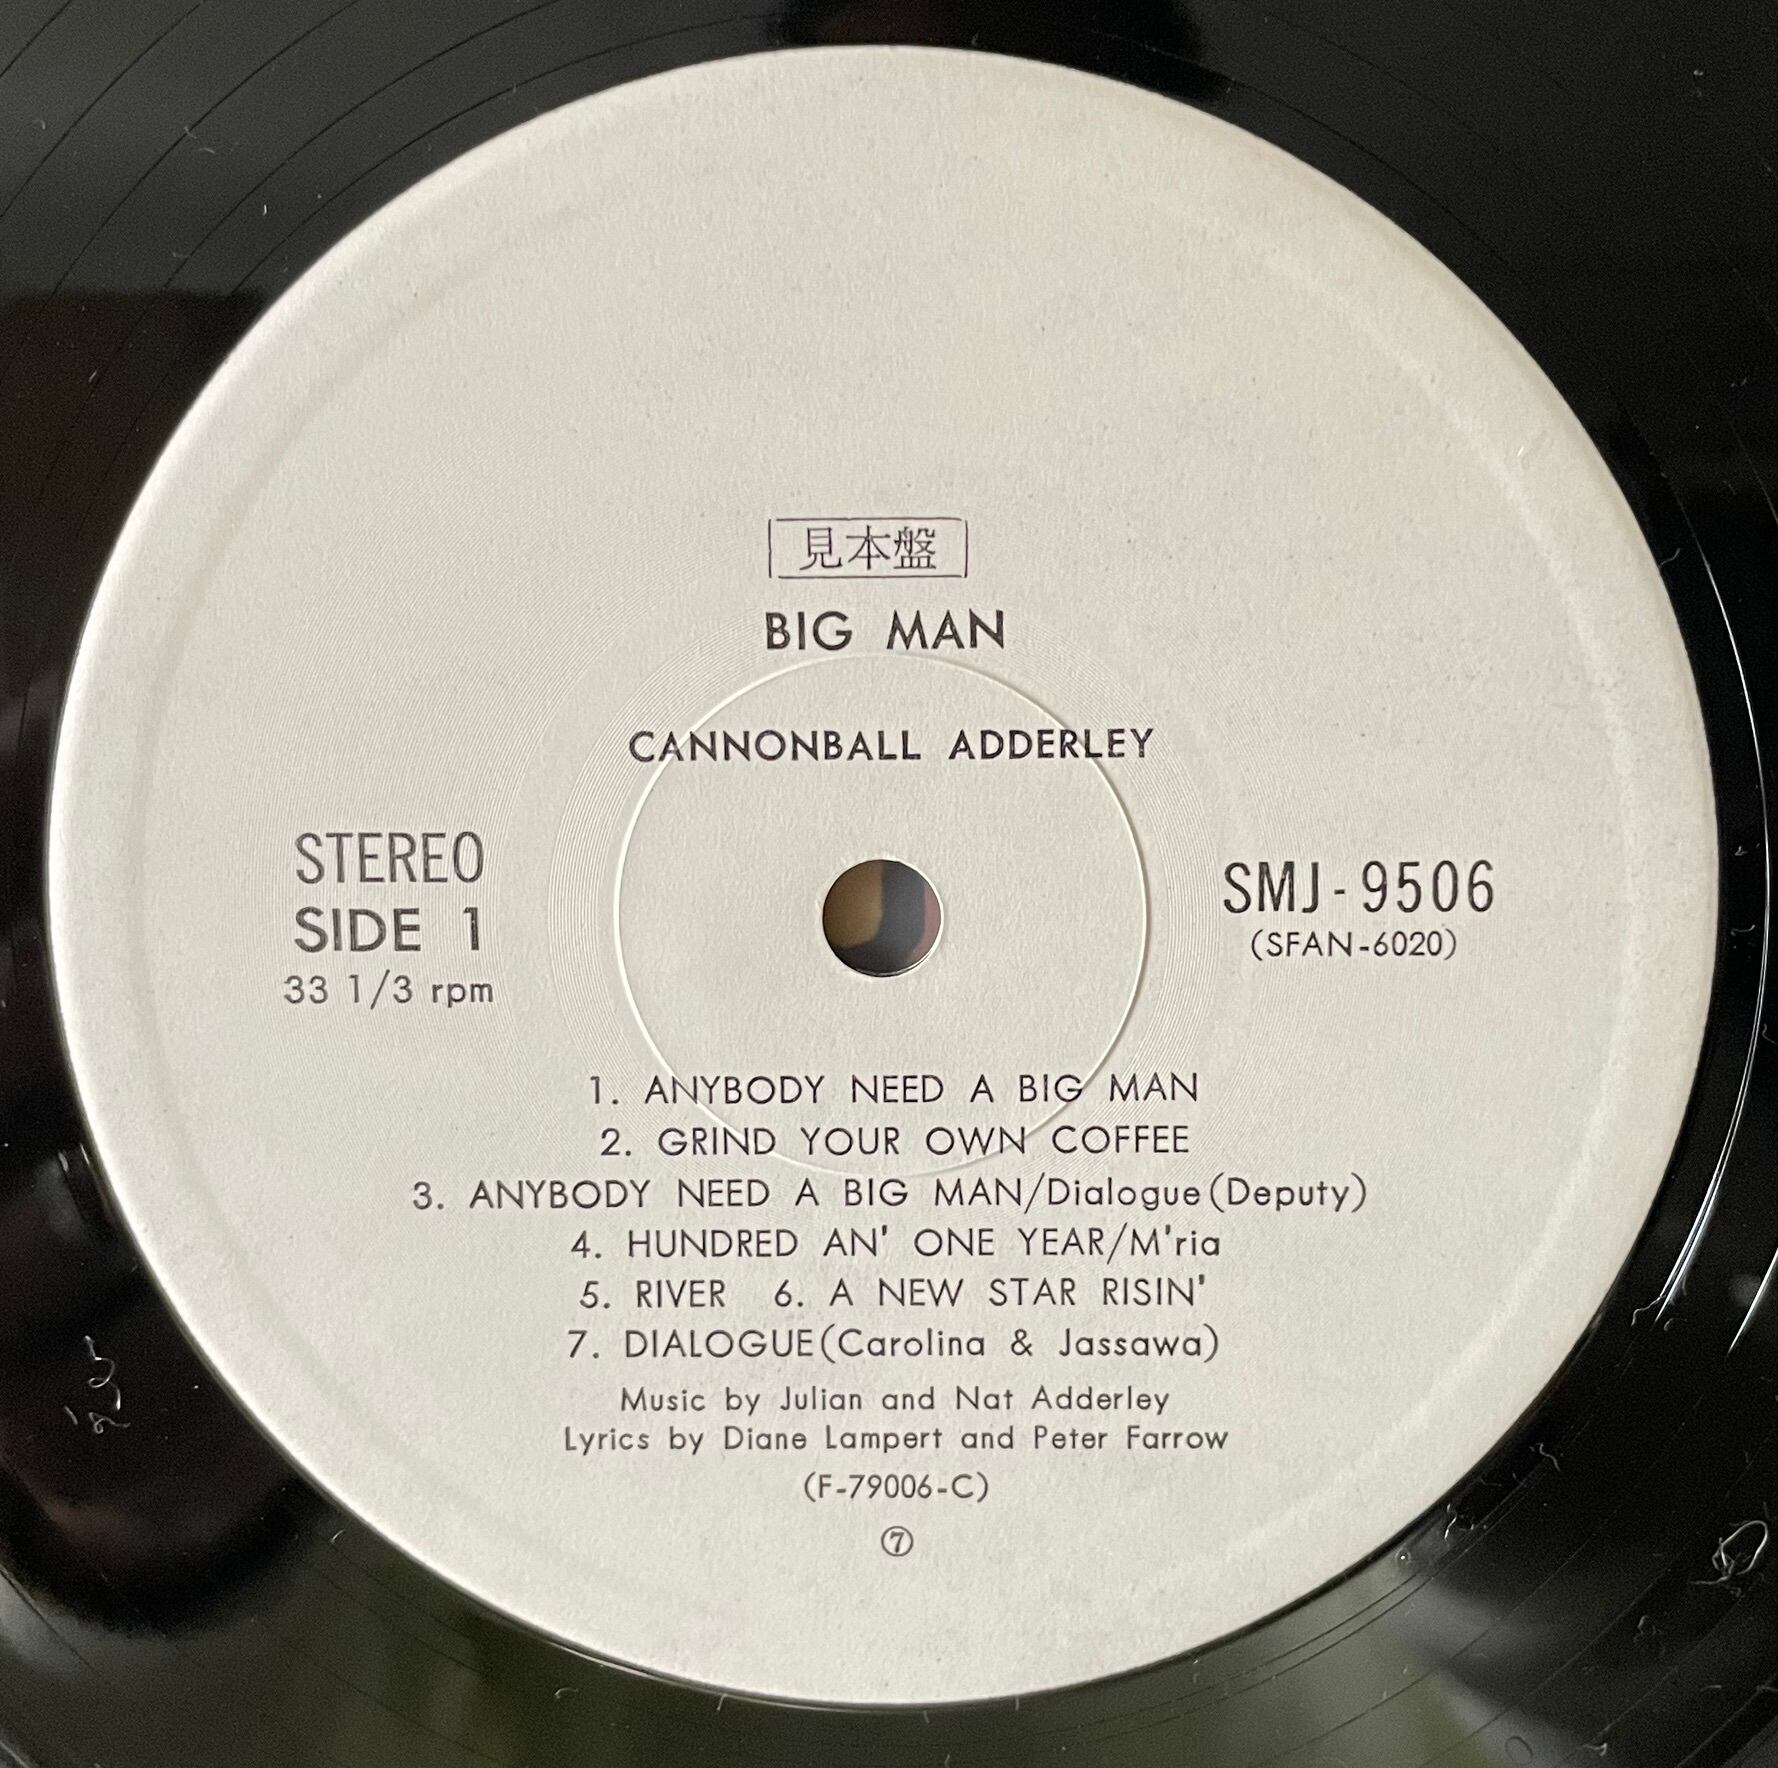 見本盤
BIG MAN
CANNONBALL ADDERLEY
STEREO
SIDE 1
33 1/3 rpm
SMJ-9506
(SFAN-6020)
1. ANYBODY NEED A BIG MAN
2. GRIND YOUR OWN COFFEE
3. ANYBODY NEED A BIG MAN/Dialogue(Deputy)
4. HUNDRED AN' ONE YEAR/M'ria
5. RIVER 6. A NEW STAR RISIN'
7. DIALOGUE(Carolina & Jassawa)
Music by Julian and Nat Adderley
Lyrics by Diane Lampert and Peter Farrow
(F-79006-C)
⑦